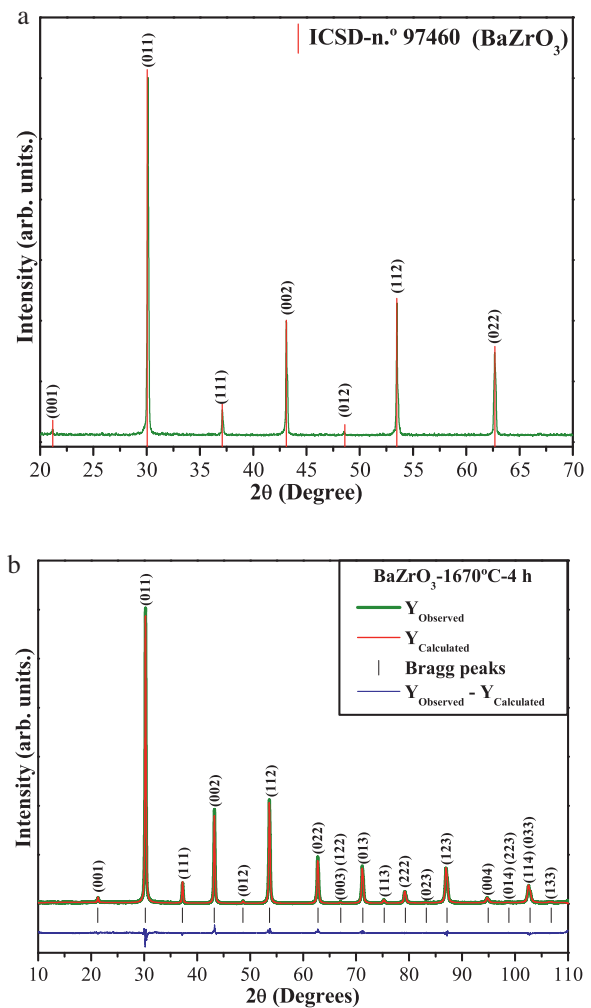 a
ICSD-n.º 97460 (BaZrO3)
Intensity (arb. units.)
(001)
(011)
(111)
(002)
(012)
(112)
(022)
20 25 30 35 40 45 50 55 60 65 70
2θ (Degree)
b
BaZrO3-1670ºC-4 h
YObserved
YCalculated
Bragg peaks
YObserved - YCalculated
Intensity (arb. units.)
(001)
(011)
(111)
(002)
(012)
(112)
(022)
(003) (122)
(013)
(113)
(222)
(023)
(123)
(004)
(014) (223)
(114) (033)
(133)
10 20 30 40 50 60 70 80 90 100 110
2θ (Degrees)